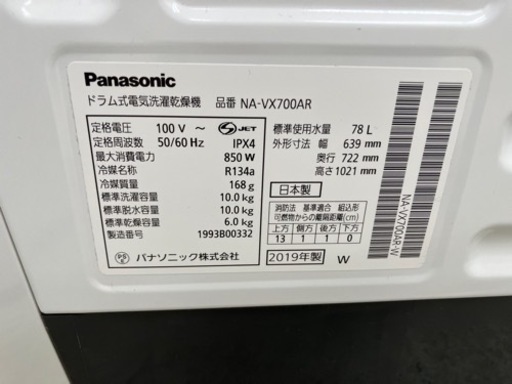 Panasonic
ドラム式電気洗濯乾燥機 品番 NA-VX700AR
定格電圧 100 V ～ JET
定格周波数 50/60 Hz IPX4
最大消費電力 850 W
冷媒名称 R134a
冷媒質量 168 g
標準洗濯容量 10.0 kg
標準脱水容量 10.0 kg
標準乾燥容量 6.0 kg
製造番号 1993B00332
PS E パナソニック株式会社
標準使用水量 78 L
外形寸法 幅 639 mm
奥行 722 mm
高さ 1021 mm
日本製
消防法 基準適合 組込形
可燃物からの離隔距離(cm)
上方 側方 後方 下方
13 1 1 0
2019年製 W
NA-VX700AR-W